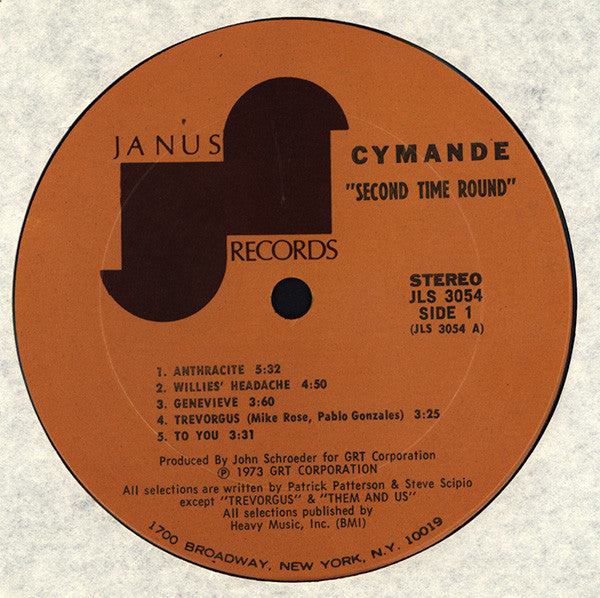 JANUS
RECORDS
CYMANDE
"SECOND TIME ROUND"
STEREO
JLS 3054
SIDE 1
(JLS 3054 A)
1. ANTHRACITE 5:32
2. WILLIES' HEADACHE 4:50
3. GENEVIEVE 3:60
4. TREVORGUS (Mike Rose, Pablo Gonzales) 3:25
5. TO YOU 3:31
Produced By John Schroeder for GRT Corporation
Ⓟ 1973 GRT CORPORATION
All selections are written by Patrick Patterson & Steve Scipio
except "TREVORGUS" & "THEM AND US"
All selections published by
Heavy Music, Inc. (BMI)
1700 BROADWAY, NEW YORK, N.Y. 10019